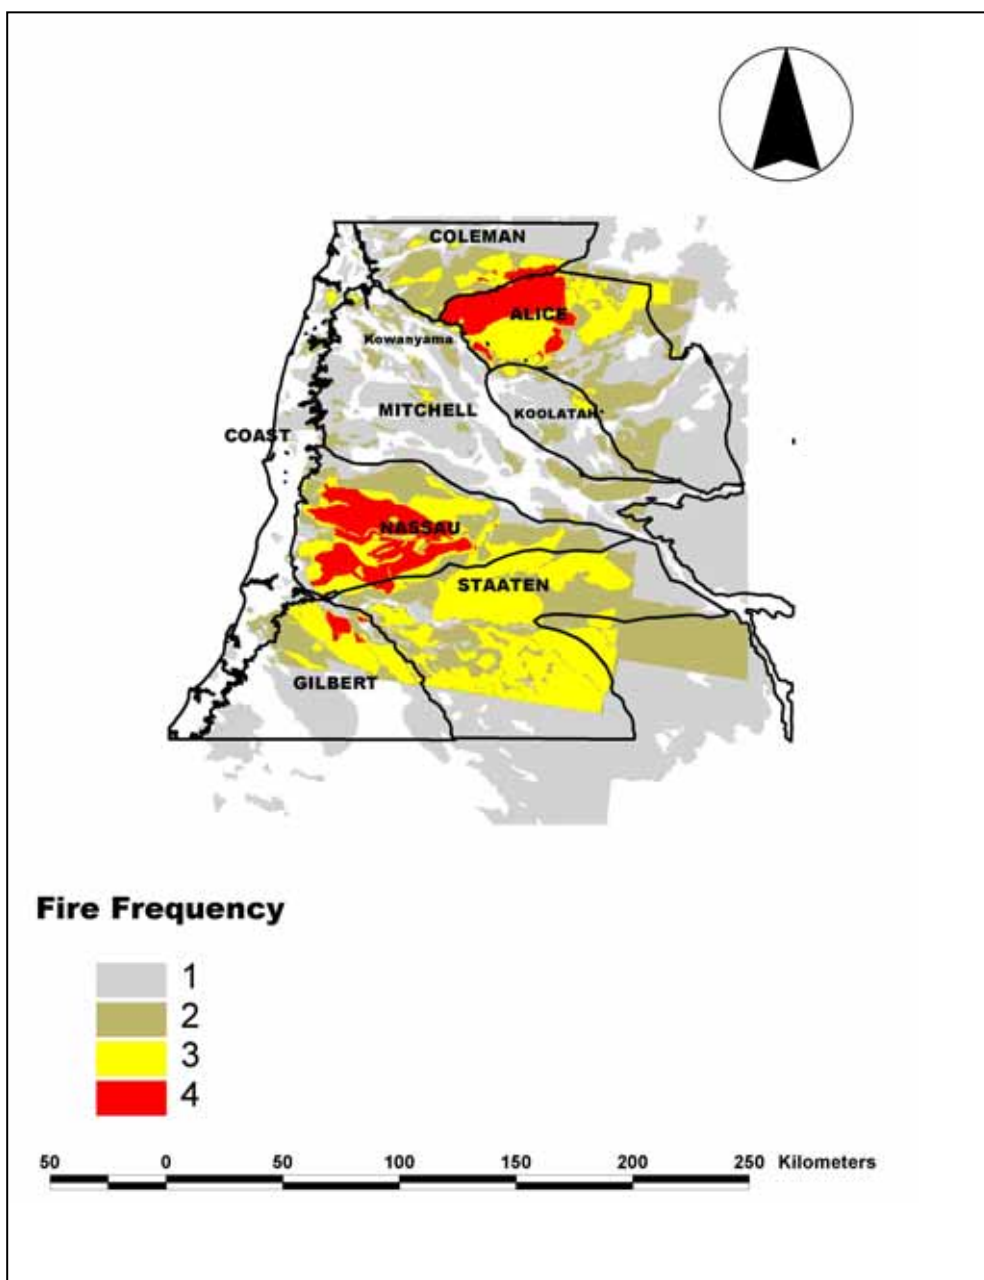 COLEMAN
ALICE
Kowanyama
MITCHELL
KOOLATAH
COAST
NASSAU
STAATEN
GILBERT
Fire Frequency
1
2
3
4
50 0 50 100 150 200 250 Kilometers